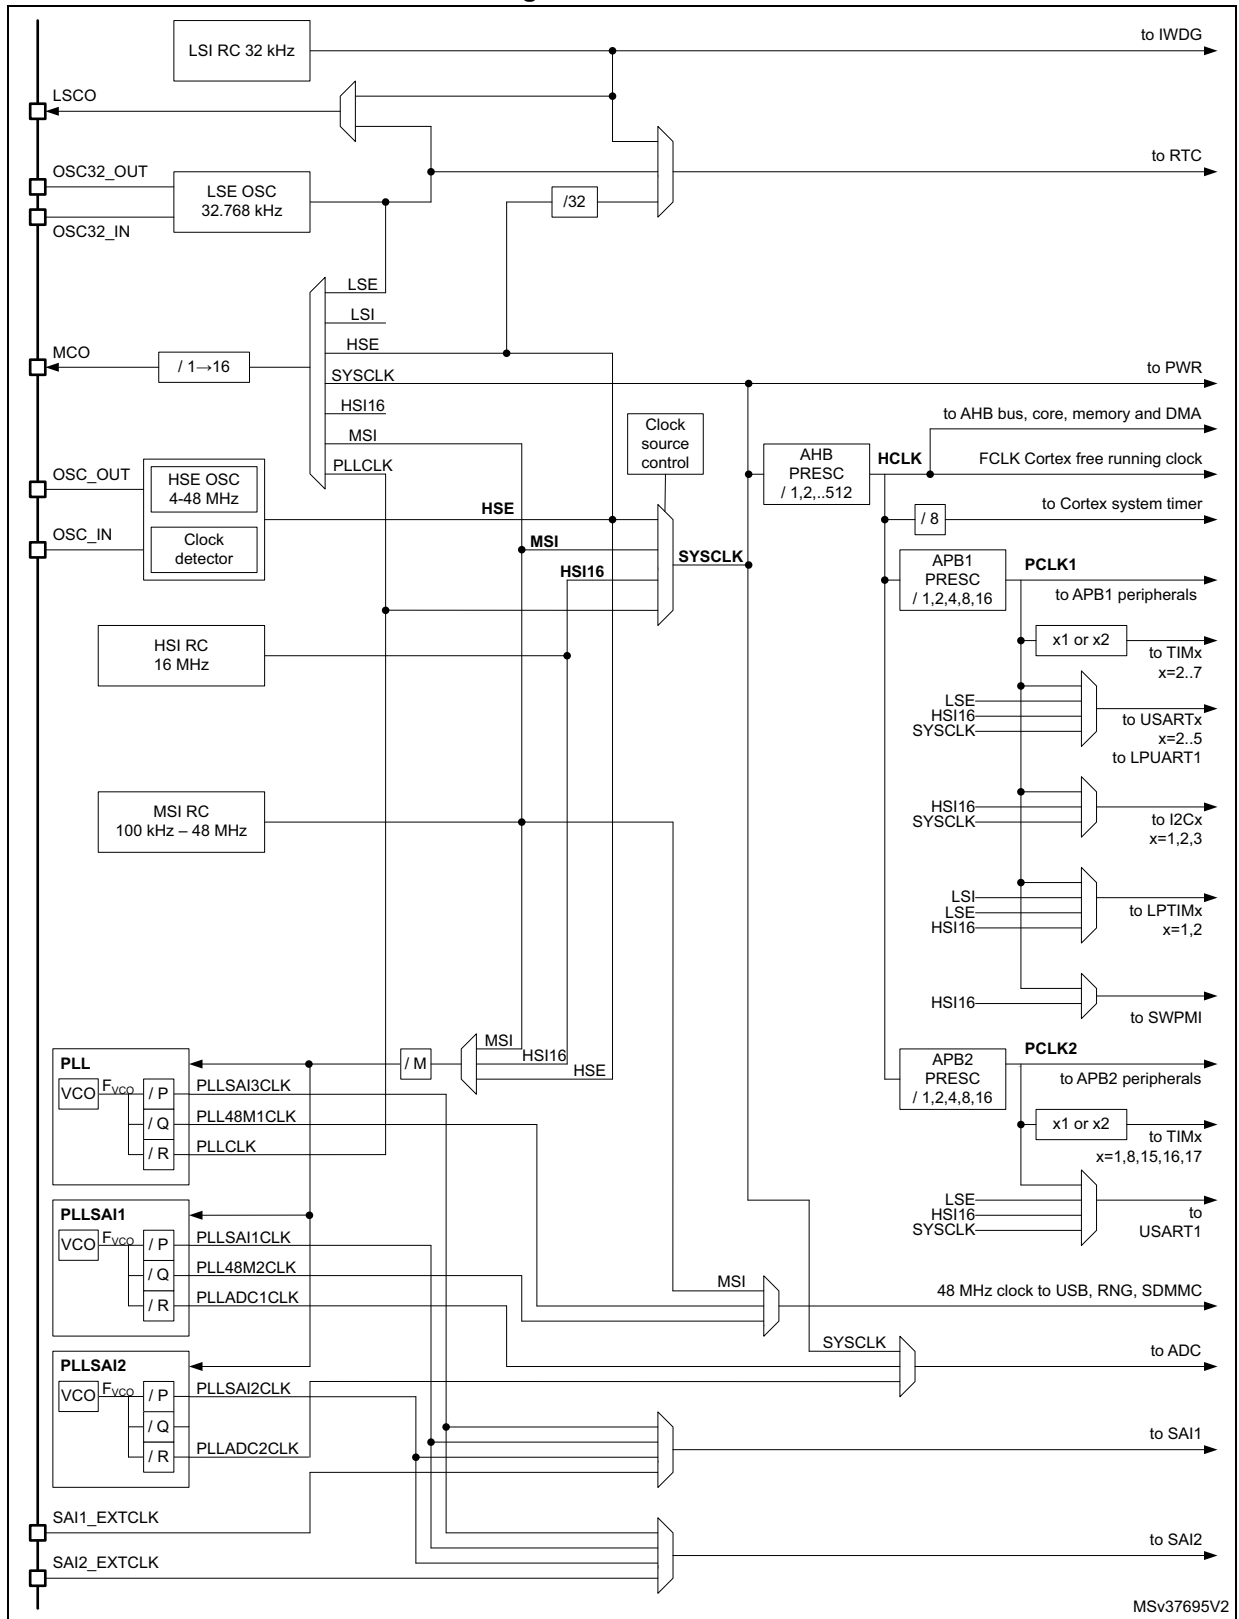 LSI RC 32 kHz
to IWDG
LSCO
to RTC
OSC32_OUT
LSE OSC
32.768 kHz
/32
OSC32_IN
LSE
LSI
HSE
MCO
/ 1→16
SYSCLK
to PWR
HSI16
to AHB bus, core, memory and DMA
MSI
Clock
source
control
PLLCLK
AHB
PRESC
/ 1,2,..512
HCLK
FCLK Cortex free running clock
OSC_OUT
HSE OSC
4-48 MHz
HSE
/ 8
to Cortex system timer
OSC_IN
Clock
detector
MSI
HSI16
SYSCLK
APB1
PRESC
/ 1,2,4,8,16
PCLK1
to APB1 peripherals
HSI RC
16 MHz
x1 or x2
to TIMx
x=2..7
LSE
HSI16
SYSCLK
to USARTx
x=2..5
to LPUART1
MSI RC
100 kHz – 48 MHz
HSI16
SYSCLK
to I2Cx
x=1,2,3
LSI
LSE
HSI16
to LPTIMx
x=1,2
HSI16
to SWPMI
MSI
HSI16
HSE
/ M
PLL
VCO
FVCO
/ P
PLLSAI3CLK
/ Q
PLL48M1CLK
/ R
PLLCLK
APB2
PRESC
/ 1,2,4,8,16
PCLK2
to APB2 peripherals
x1 or x2
to TIMx
x=1,8,15,16,17
LSE
HSI16
SYSCLK
to
USART1
PLLSAI1
VCO
FVCO
/ P
PLLSAI1CLK
/ Q
PLL48M2CLK
/ R
PLLADC1CLK
MSI
48 MHz clock to USB, RNG, SDMMC
SYSCLK
to ADC
PLLSAI2
VCO
FVCO
/ P
PLLSAI2CLK
/ Q
/ R
PLLADC2CLK
to SAI1
SAI1_EXTCLK
to SAI2
SAI2_EXTCLK
MSv37695V2